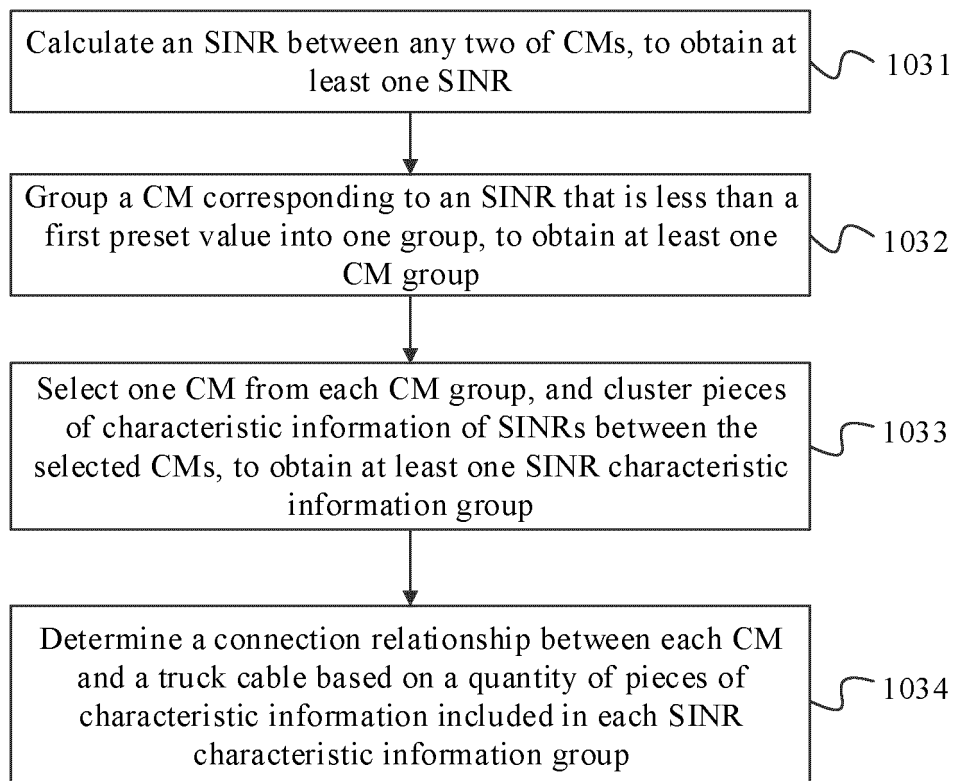 Calculate an SINR between any two of CMs, to obtain at
least one SINR
1031
Group a CM corresponding to an SINR that is less than a
first preset value into one group, to obtain at least one
CM group
1032
Select one CM from each CM group, and cluster pieces
of characteristic information of SINRs between the
selected CMs, to obtain at least one SINR characteristic
information group
1033
Determine a connection relationship between each CM
and a truck cable based on a quantity of pieces of
characteristic information included in each SINR
characteristic information group
1034